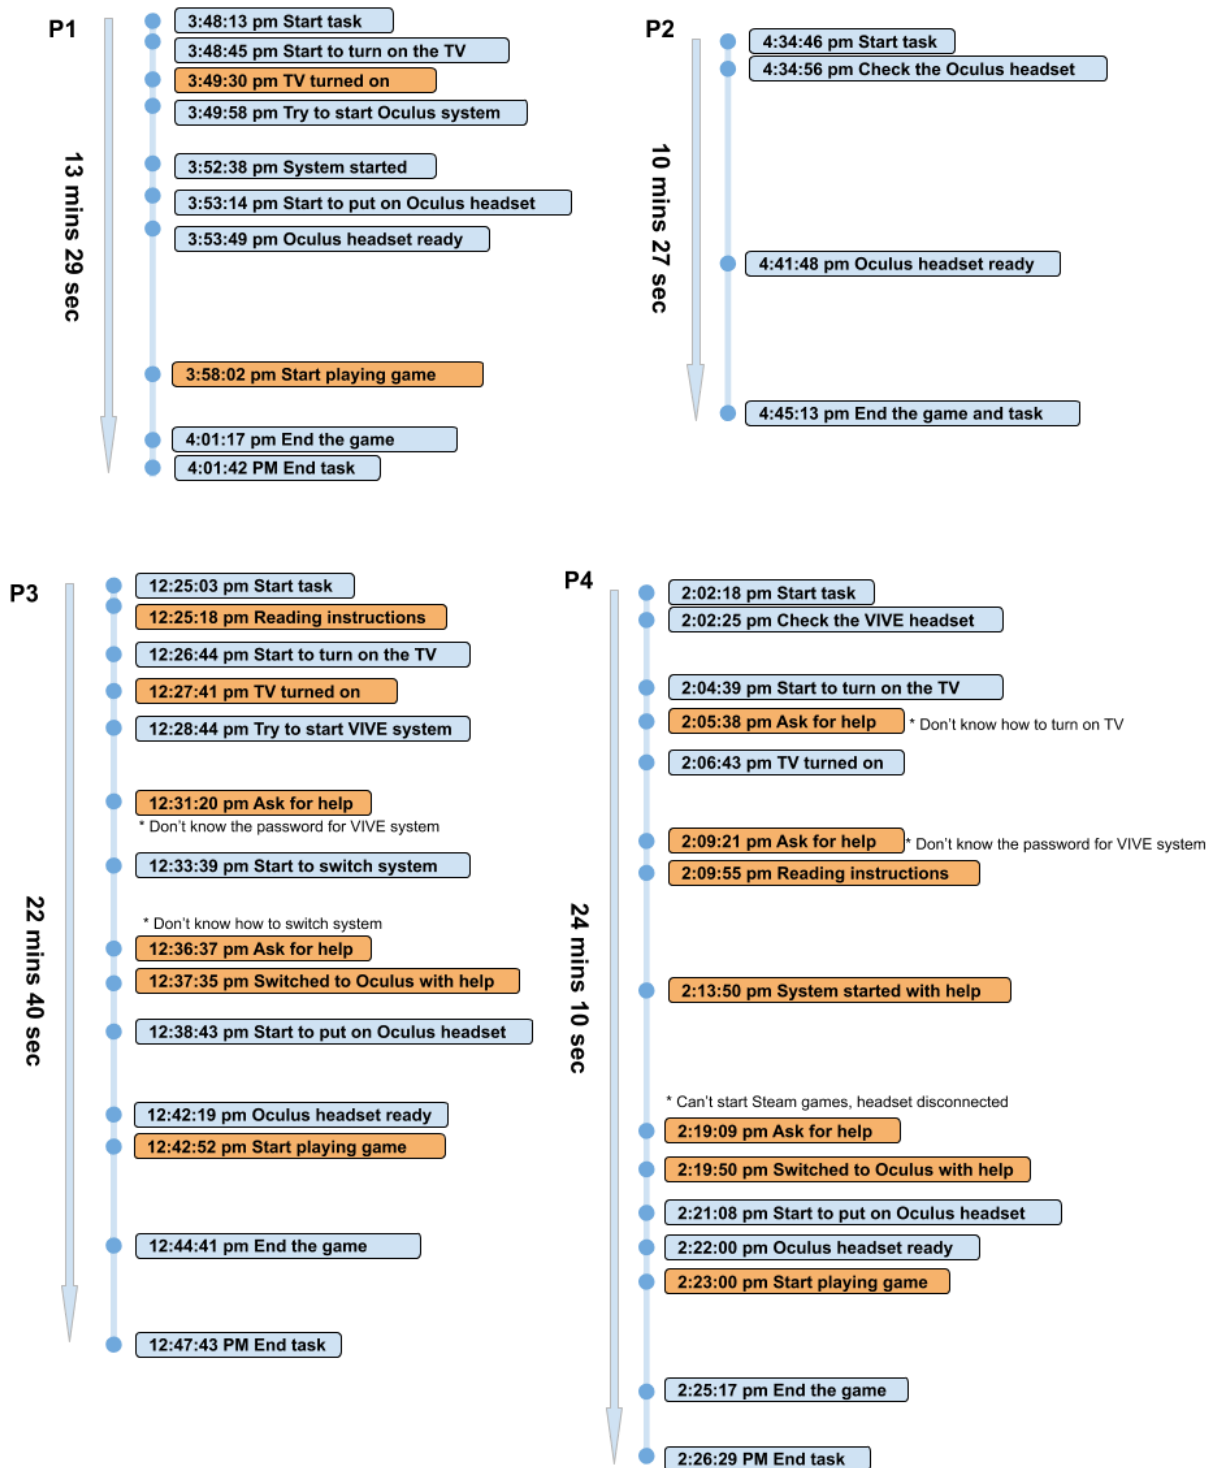 P1
13 mins 29 sec
3:48:13 pm Start task
3:48:45 pm Start to turn on the TV
3:49:30 pm TV turned on
3:49:58 pm Try to start Oculus system
3:52:38 pm System started
3:53:14 pm Start to put on Oculus headset
3:53:49 pm Oculus headset ready
3:58:02 pm Start playing game
4:01:17 pm End the game
4:01:42 PM End task
P2
10 mins 27 sec
4:34:46 pm Start task
4:34:56 pm Check the Oculus headset
4:41:48 pm Oculus headset ready
4:45:13 pm End the game and task
P3
22 mins 40 sec
12:25:03 pm Start task
12:25:18 pm Reading instructions
12:26:44 pm Start to turn on the TV
12:27:41 pm TV turned on
12:28:44 pm Try to start VIVE system
12:31:20 pm Ask for help
* Don't know the password for VIVE system
12:33:39 pm Start to switch system
* Don't know how to switch system
12:36:37 pm Ask for help
12:37:35 pm Switched to Oculus with help
12:38:43 pm Start to put on Oculus headset
12:42:19 pm Oculus headset ready
12:42:52 pm Start playing game
12:44:41 pm End the game
12:47:43 PM End task
P4
24 mins 10 sec
2:02:18 pm Start task
2:02:25 pm Check the VIVE headset
2:04:39 pm Start to turn on the TV
2:05:38 pm Ask for help * Don't know how to turn on TV
2:06:43 pm TV turned on
2:09:21 pm Ask for help * Don't know the password for VIVE system
2:09:55 pm Reading instructions
2:13:50 pm System started with help
* Can't start Steam games, headset disconnected
2:19:09 pm Ask for help
2:19:50 pm Switched to Oculus with help
2:21:08 pm Start to put on Oculus headset
2:22:00 pm Oculus headset ready
2:23:00 pm Start playing game
2:25:17 pm End the game
2:26:29 PM End task